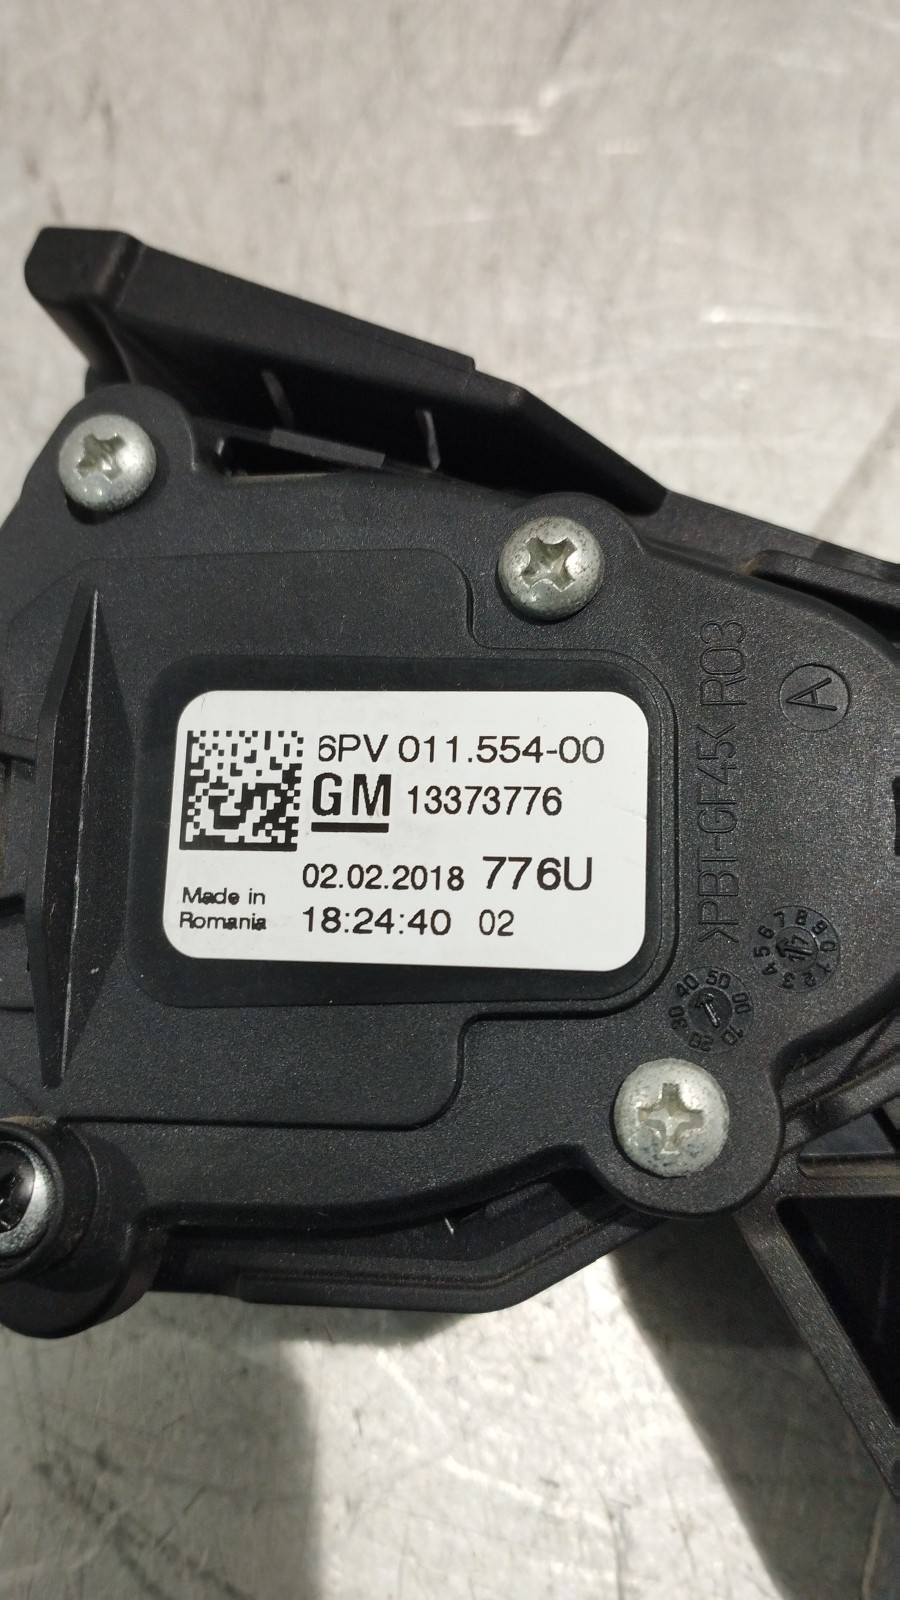 6PV 011.554-00
GM 13373776
02.02.2018 776U
Made in
Romania
18:24:40 02
>PBT-GF45< R03
A